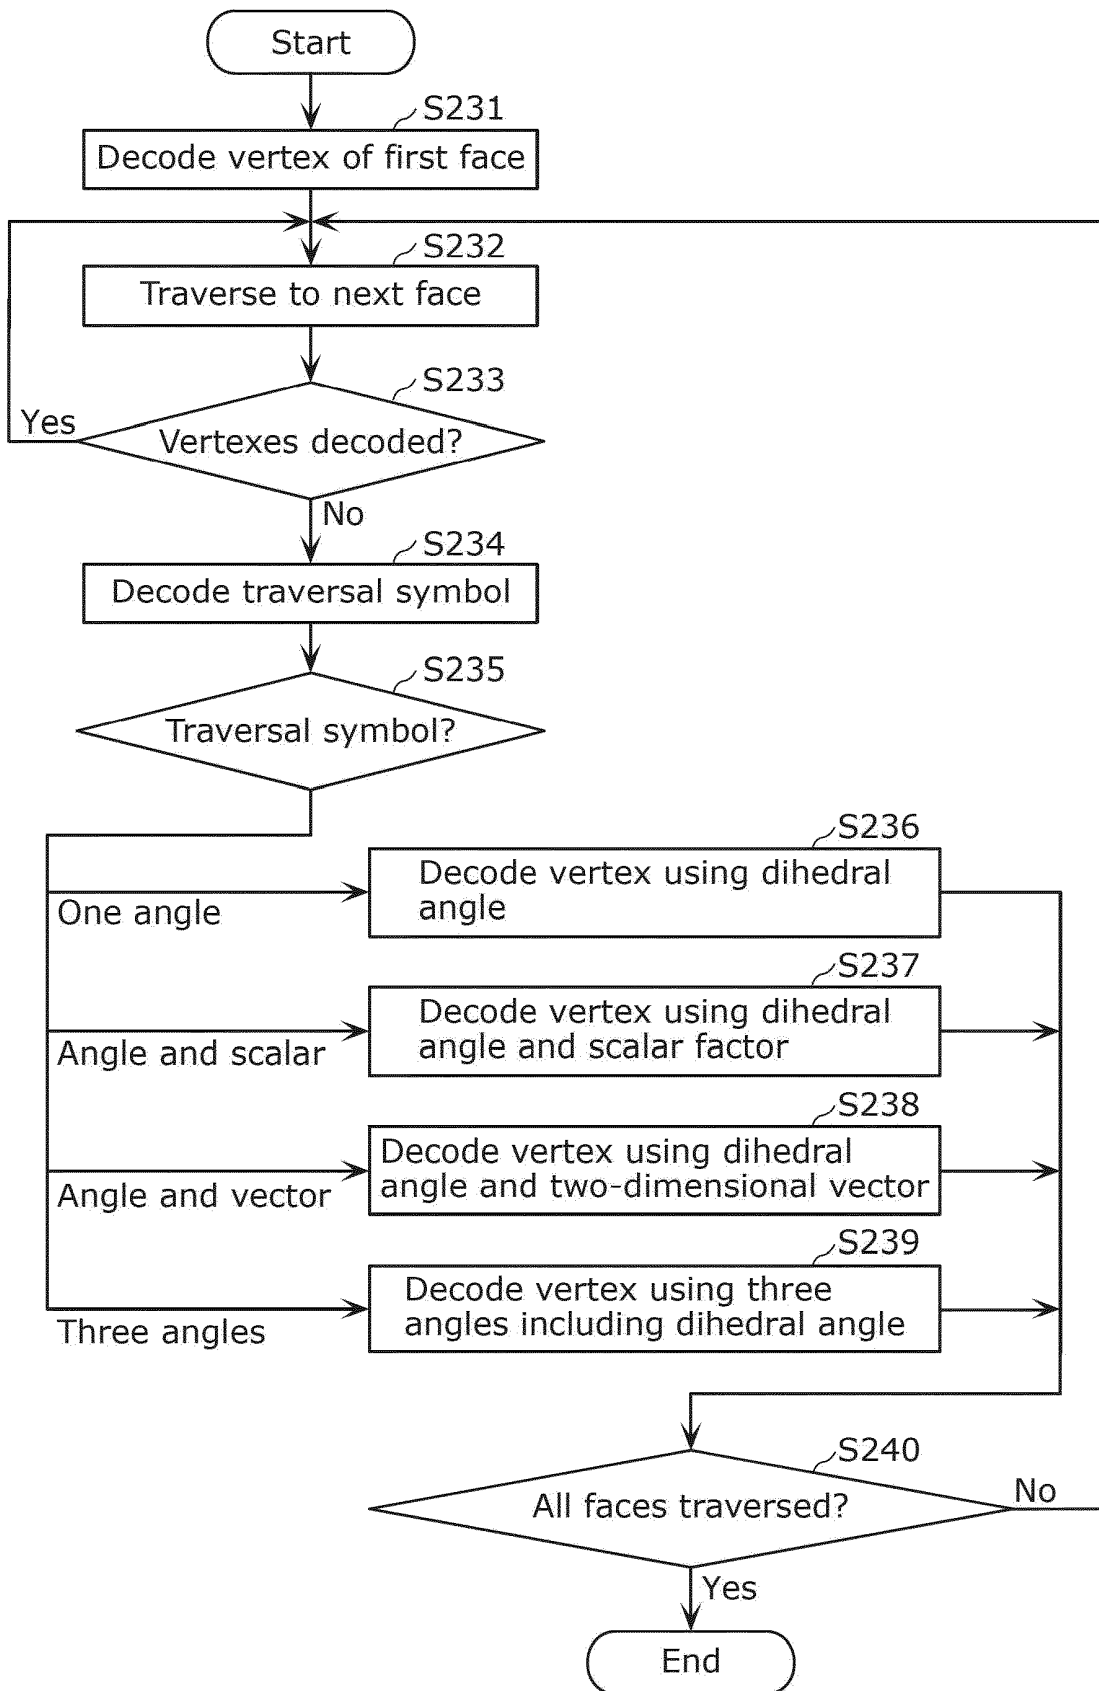 Start
S231
Decode vertex of first face
S232
Traverse to next face
S233
Yes
Vertexes decoded?
No
S234
Decode traversal symbol
S235
Traversal symbol?
S236
Decode vertex using dihedral
angle
One angle
S237
Decode vertex using dihedral
angle and scalar factor
Angle and scalar
S238
Decode vertex using dihedral
angle and two-dimensional vector
Angle and vector
S239
Decode vertex using three
angles including dihedral angle
Three angles
S240
All faces traversed?
No
Yes
End